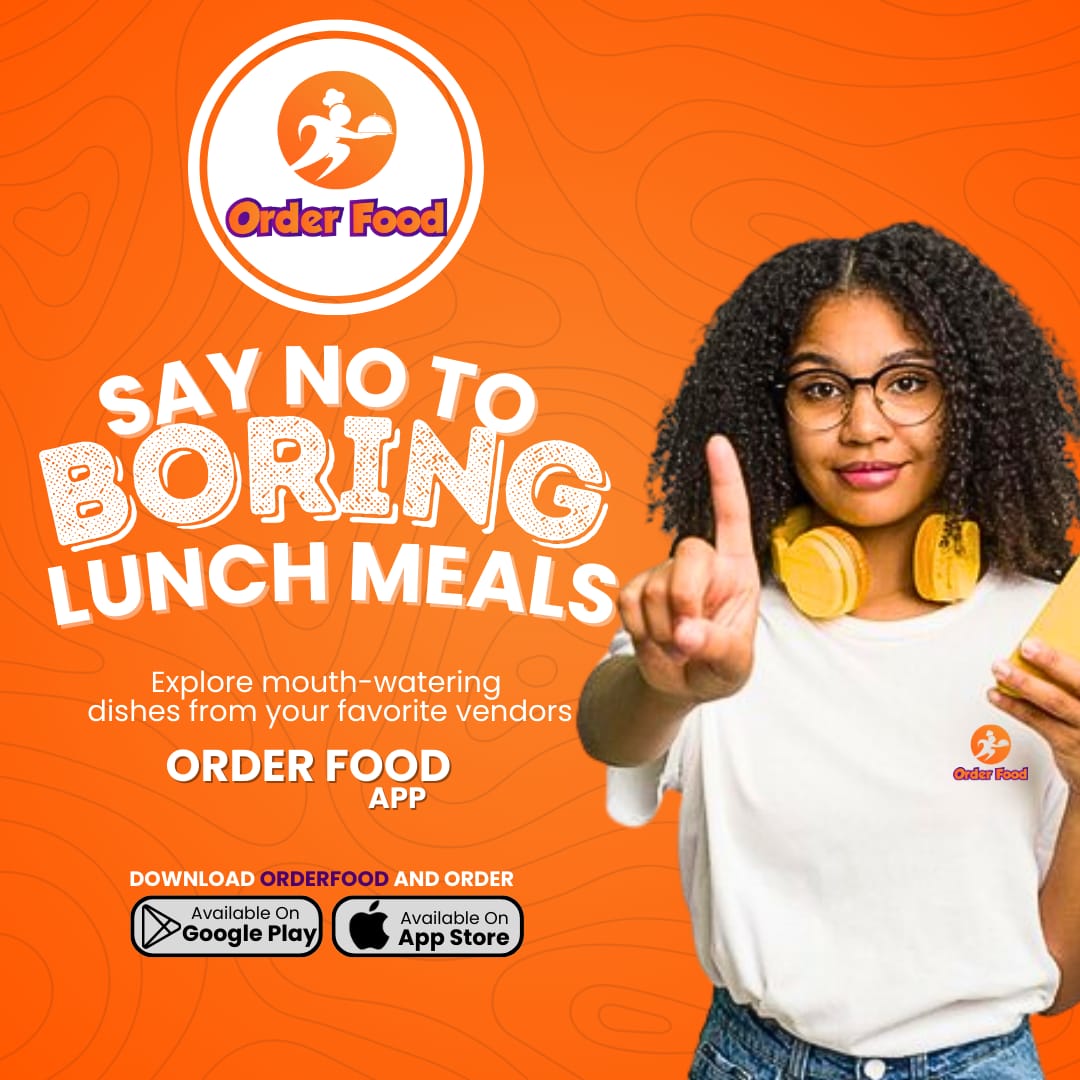 Order Food
SAY NO TO
BORING
LUNCH MEALS
Explore mouth-watering
dishes from your favorite vendors
ORDER FOOD
APP
DOWNLOAD ORDERFOOD AND ORDER
Available On
Google Play
Available On
App Store
Order Food